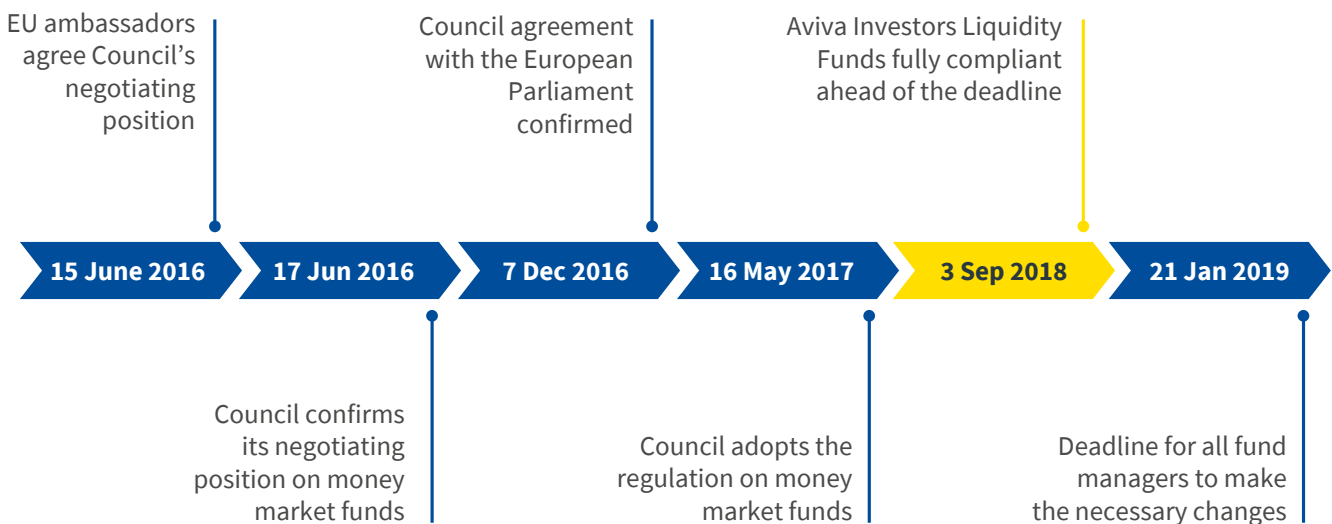 EU ambassadors
agree Council’s
negotiating
position
Council agreement
with the European
Parliament
confirmed
Aviva Investors Liquidity
Funds fully compliant
ahead of the deadline
15 June 2016
17 Jun 2016
7 Dec 2016
16 May 2017
3 Sep 2018
21 Jan 2019
Council confirms
its negotiating
position on money
market funds
Council adopts the
regulation on money
market funds
Deadline for all fund
managers to make
the necessary changes